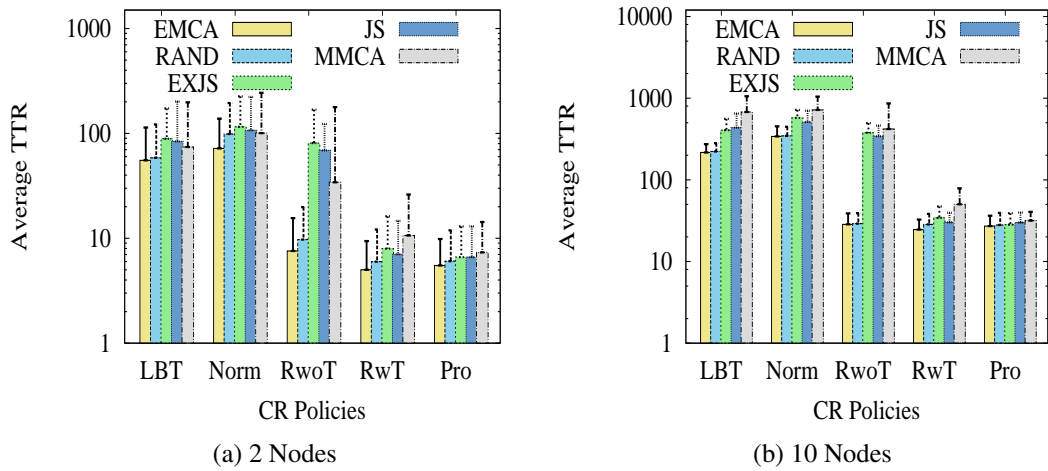 1000
100
10
1
Average TTR
EMCA
RAND
EXJS
JS
MMCA
LBT Norm RwoT RwT Pro
CR Policies
(a) 2 Nodes
10000
1000
100
10
1
Average TTR
EMCA
RAND
EXJS
JS
MMCA
LBT Norm RwoT RwT Pro
CR Policies
(b) 10 Nodes